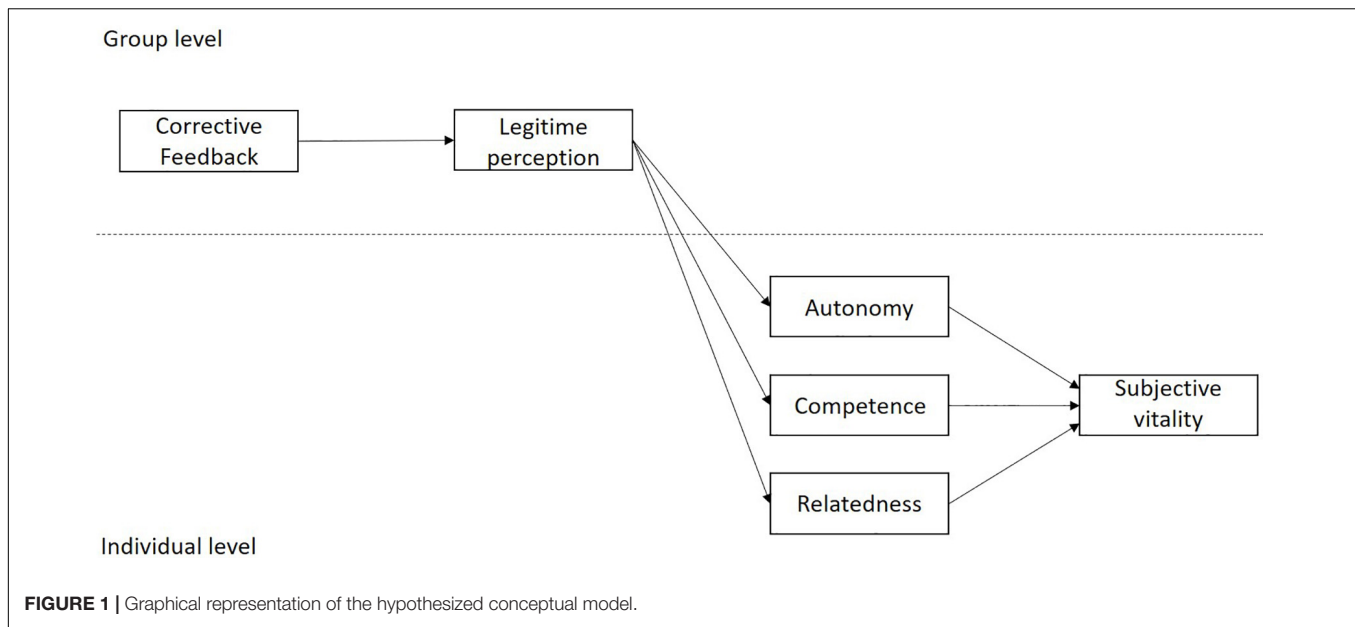 Group level
Corrective
Feedback
Legitime
perception
Autonomy
Competence
Subjective
vitality
Relatedness
Individual level
FIGURE 1 | Graphical representation of the hypothesized conceptual model.